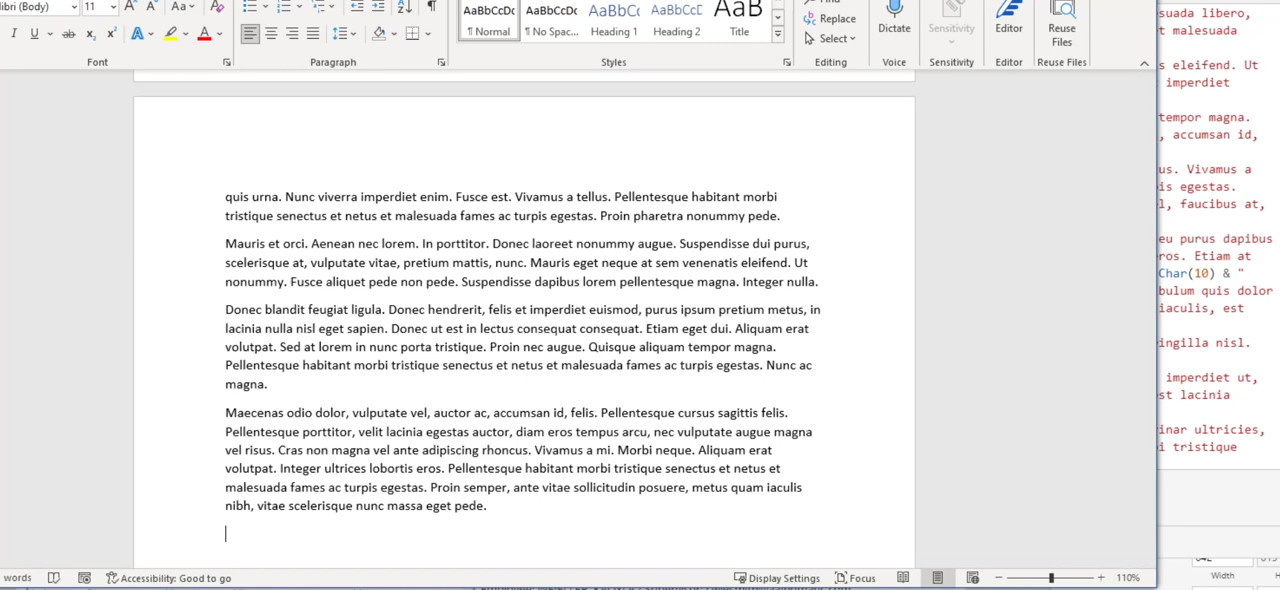 11 Aa
Font
Paragraph
AaBbCcDc AaBbCcDc AaBbCc AaBbCcD AaB
¶ Normal ¶ No Spac... Heading 1 Heading 2 Title
Styles
Replace
Select
Editing
Dictate
Voice
Sensitivity
Sensitivity
Editor
Editor
Reuse
Files
Reuse Files
quis urna. Nunc viverra imperdiet enim. Fusce est. Vivamus a tellus. Pellentesque habitant morbi
tristique senectus et netus et malesuada fames ac turpis egestas. Proin pharetra nonummy pede.
Mauris et orci. Aenean nec lorem. In porttitor. Donec laoreet nonummy augue. Suspendisse dui purus,
scelerisque at, vulputate vitae, pretium mattis, nunc. Mauris eget neque at sem venenatis eleifend. Ut
nonummy. Fusce aliquet pede non pede. Suspendisse dapibus lorem pellentesque magna. Integer nulla.
Donec blandit feugiat ligula. Donec hendrerit, felis et imperdiet euismod, purus ipsum pretium metus, in
lacinia nulla nisl eget sapien. Donec ut est in lectus consequat consequat. Etiam eget dui. Aliquam erat
volutpat. Sed at lorem in nunc porta tristique. Proin nec augue. Quisque aliquam tempor magna.
Pellentesque habitant morbi tristique senectus et netus et malesuada fames ac turpis egestas. Nunc ac
magna.
Maecenas odio dolor, vulputate vel, auctor ac, accumsan id, felis. Pellentesque cursus sagittis felis.
Pellentesque porttitor, velit lacinia egestas auctor, diam eros tempus arcu, nec vulputate augue magna
vel risus. Cras non magna vel ante adipiscing rhoncus. Vivamus a mi. Morbi neque. Aliquam erat
volutpat. Integer ultrices lobortis eros. Pellentesque habitant morbi tristique senectus et netus et
malesuada fames ac turpis egestas. Proin semper, ante vitae sollicitudin posuere, metus quam iaculis
nibh, vitae scelerisque nunc massa eget pede.
words Accessibility: Good to go Display Settings Focus 110%
suada libero,
t malesuada
s eleifend. Ut
imperdiet
tempor magna.
, accumsan id,
us. Vivamus a
is egestas.
l, faucibus at,
eu purus dapibus
ros. Etiam at
Char(10) & "
bulum quis dolor
iaculis, est
ingilla nisl.
imperdiet ut,
st lacinia
inar ultricies,
i tristique
Width